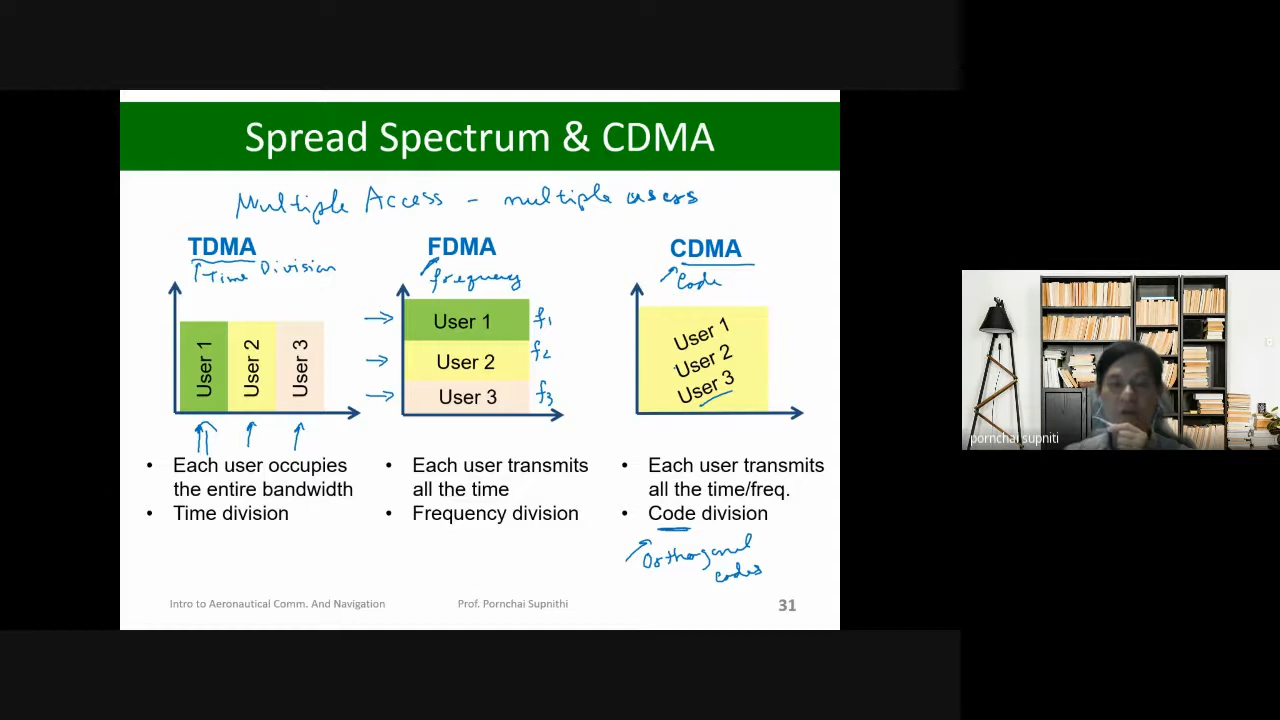 Spread Spectrum & CDMA
Multiple Access - multiple users
TDMA
Time Division
User 1
User 2
User 3
• Each user occupies
the entire bandwidth
• Time division
FDMA
frequency
User 1 f1
User 2 f2
User 3 f3
• Each user transmits
all the time
• Frequency division
CDMA
Code
User 1
User 2
User 3
• Each user transmits
all the time/freq.
• Code division
Orthogonal
codes
Intro to Aeronautical Comm. And Navigation
Prof. Pornchai Supnithi
31
pornchai supniti